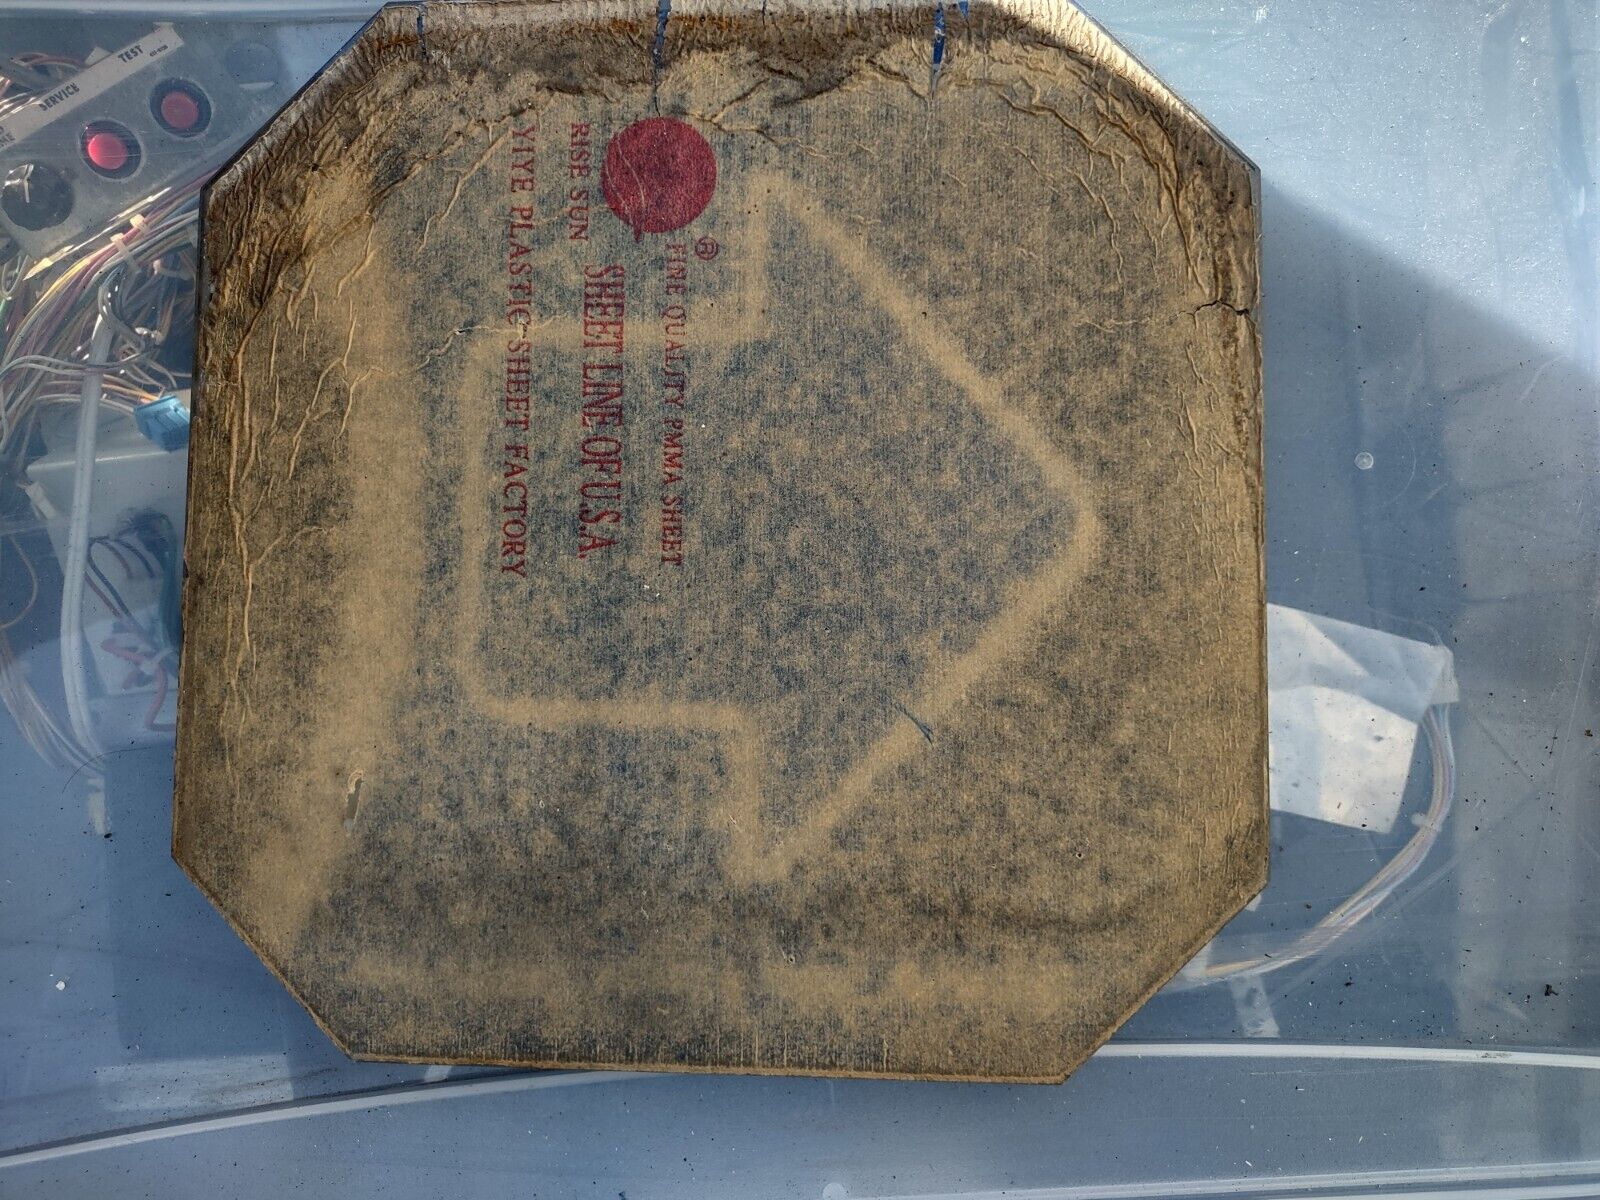 ®
FINE QUALITY PMMA SHEET
RISE SUN
SHEET LINE OF U.S.A
YIYE PLASTIC SHEET FACTORY
SERVICE
TEST